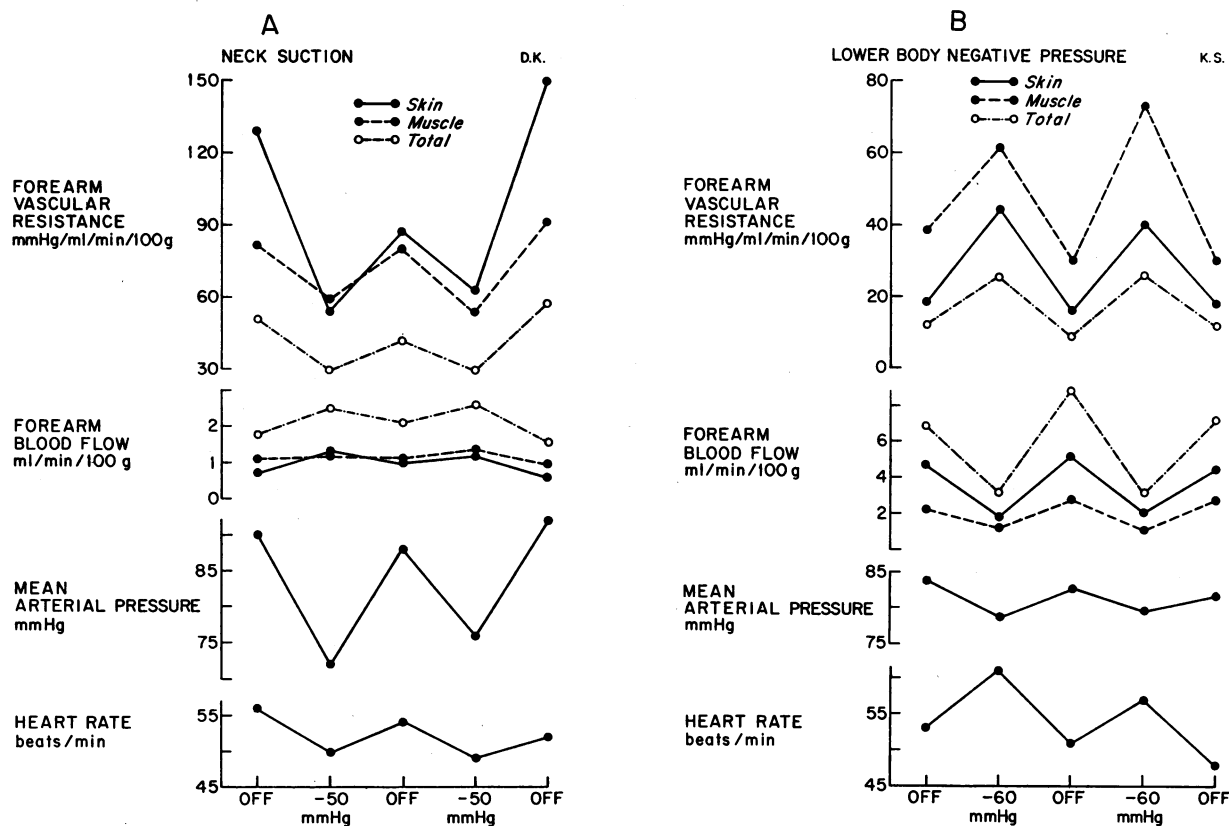 A
NECK SUCTION
D.K.
150
120
90
60
30
Skin
Muscle
Total
FOREARM
VASCULAR
RESISTANCE
mmHg/ml/min/100g
FOREARM
BLOOD FLOW
ml/min/100 g
2
1
0
MEAN
ARTERIAL PRESSURE
mmHg
85
75
HEART RATE
beats/min
55
45
OFF
-50
mmHg
OFF
-50
mmHg
OFF
B
LOWER BODY NEGATIVE PRESSURE
K.S.
80
60
40
20
0
Skin
Muscle
Total
FOREARM
VASCULAR
RESISTANCE
mmHg/ml/min/100g
FOREARM
BLOOD FLOW
ml/min/100g
6
4
2
MEAN
ARTERIAL PRESSURE
mmHg
85
75
HEART RATE
beats/min
55
45
OFF
-60
mmHg
OFF
-60
mmHg
OFF